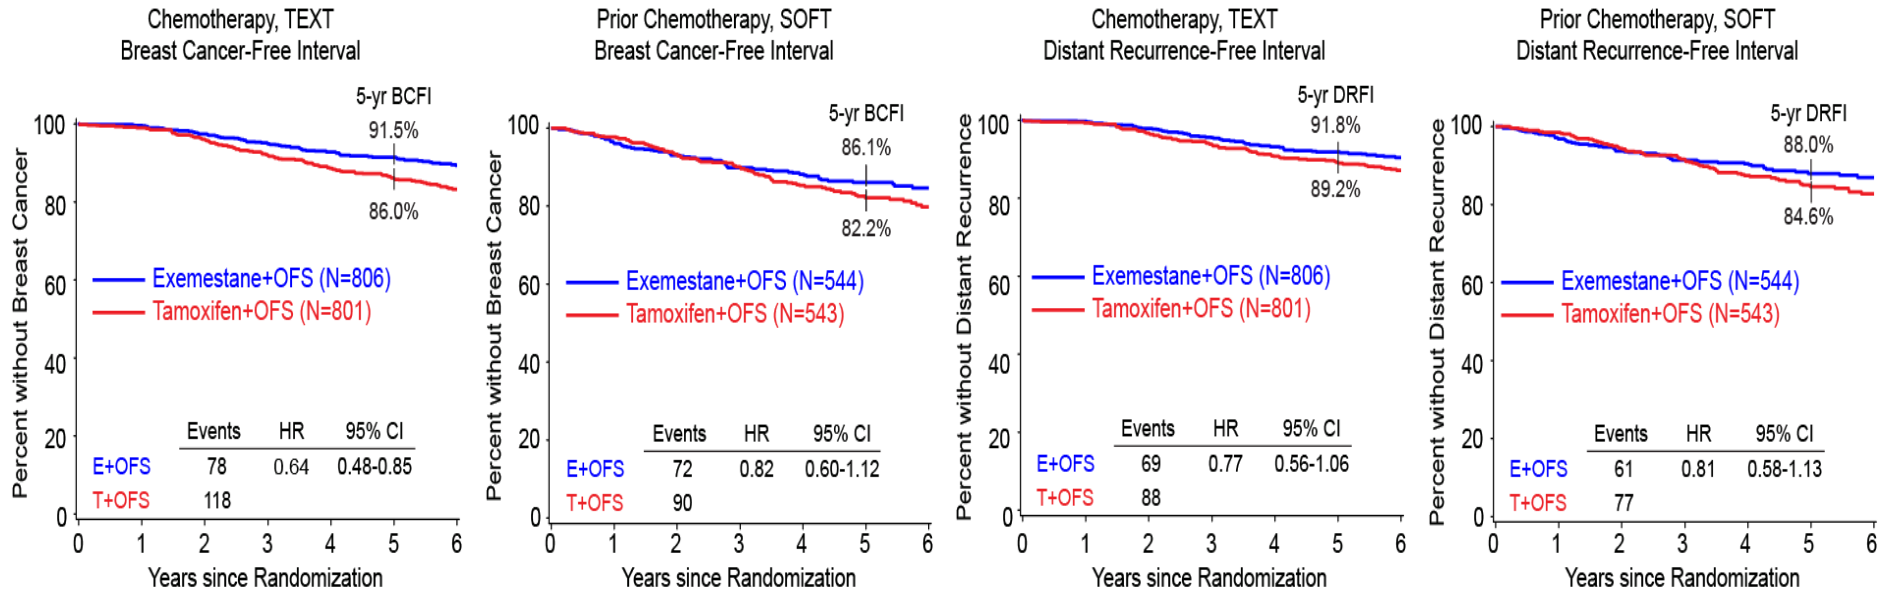 Chemotherapy, TEXT
Breast Cancer-Free Interval
5-yr BCFI
91.5%
86.0%
Percent without Breast Cancer
100
80
60
40
20
0
Exemestane+OFS (N=806)
Tamoxifen+OFS (N=801)
Events HR 95% CI
E+OFS 78 0.64 0.48-0.85
T+OFS 118
0 1 2 3 4 5 6
Years since Randomization
Prior Chemotherapy, SOFT
Breast Cancer-Free Interval
5-yr BCFI
86.1%
82.2%
Percent without Breast Cancer
100
80
60
40
20
0
Exemestane+OFS (N=544)
Tamoxifen+OFS (N=543)
Events HR 95% CI
E+OFS 72 0.82 0.60-1.12
T+OFS 90
0 1 2 3 4 5 6
Years since Randomization
Chemotherapy, TEXT
Distant Recurrence-Free Interval
5-yr DRFI
91.8%
89.2%
Percent without Distant Recurrence
100
80
60
40
20
0
Exemestane+OFS (N=806)
Tamoxifen+OFS (N=801)
Events HR 95% CI
E+OFS 69 0.77 0.56-1.06
T+OFS 88
0 1 2 3 4 5 6
Years since Randomization
Prior Chemotherapy, SOFT
Distant Recurrence-Free Interval
5-yr DRFI
88.0%
84.6%
Percent without Distant Recurrence
100
80
60
40
20
0
Exemestane+OFS (N=544)
Tamoxifen+OFS (N=543)
Events HR 95% CI
E+OFS 61 0.81 0.58-1.13
T+OFS 77
0 1 2 3 4 5 6
Years since Randomization